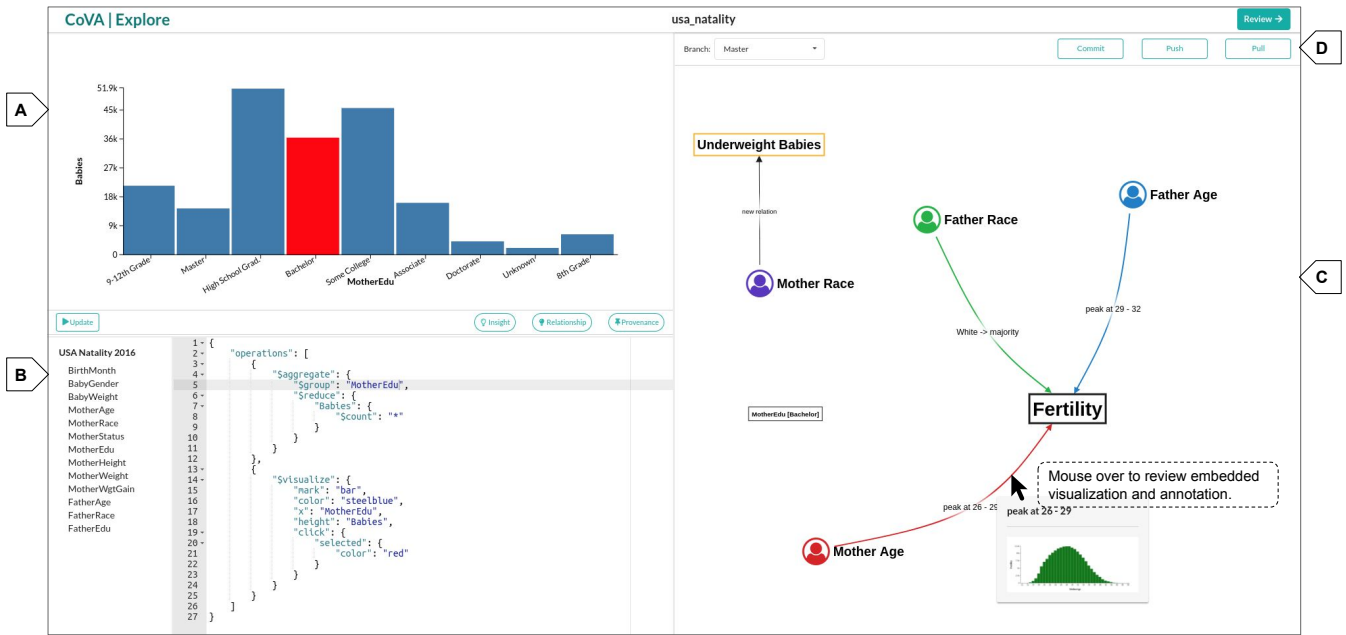 CoVA | Explore
usa_natality
Review →
A
Babies
51.9k
45k
36k
27k
18k
9k
0
9-12th Grade
Master
High School Grad.
Bachelor
Some College
Associate
Doctorate
Unknown
8th Grade
MotherEdu
Update
Insight
Relationship
Provenance
B
USA Natality 2016
BirthMonth
BabyGender
BabyWeight
MotherAge
MotherRace
MotherStatus
MotherEdu
MotherHeight
MotherWeight
MotherWgtGain
FatherAge
FatherRace
FatherEdu
1 {
2 "operations": [
3 {
4 "$aggregate": {
5 "$group": "MotherEdu",
6 "$reduce": {
7 "Babies": {
8 "$count": "*"
9 }
10 }
11 }
12 },
13 {
14 "$visualize": {
15 "mark": "bar",
16 "color": "steelblue",
17 "x": "MotherEdu",
18 "height": "Babies",
19 "click": {
20 "selected": {
21 "color": "red"
22 }
23 }
24 }
25 }
26 ]
27 }
Branch:
Master
Commit
Push
Pull
D
Underweight Babies
new relation
Mother Race
Father Race
Father Age
White -> majority
peak at 29 - 32
C
MotherEdu [Bachelor]
Fertility
Mouse over to review embedded
visualization and annotation.
peak at 26 - 29
peak at 26 - 29
Mother Age